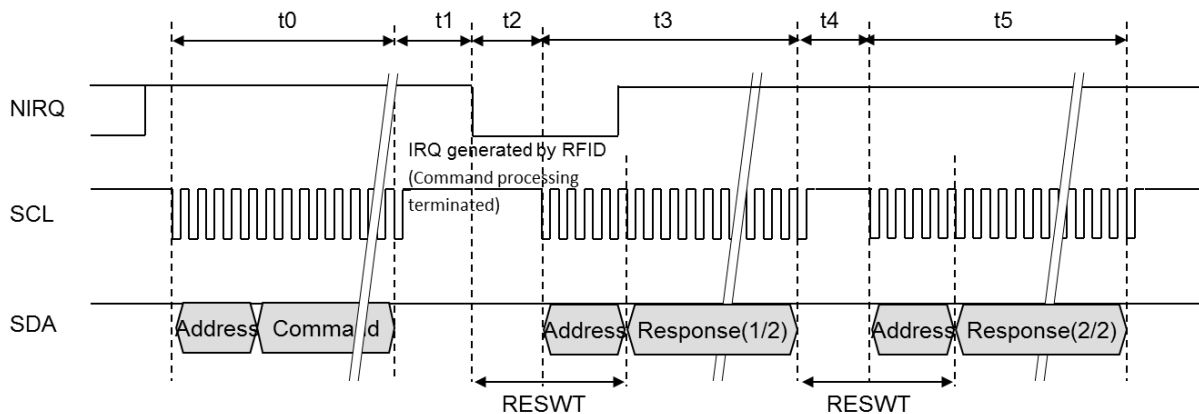 t0 t1 t2 t3 t4 t5
NIRQ
IRQ generated by RFID
(Command processing
terminated)
SCL
SDA
Address Command Address Response(1/2) Address Response(2/2)
RESWT RESWT